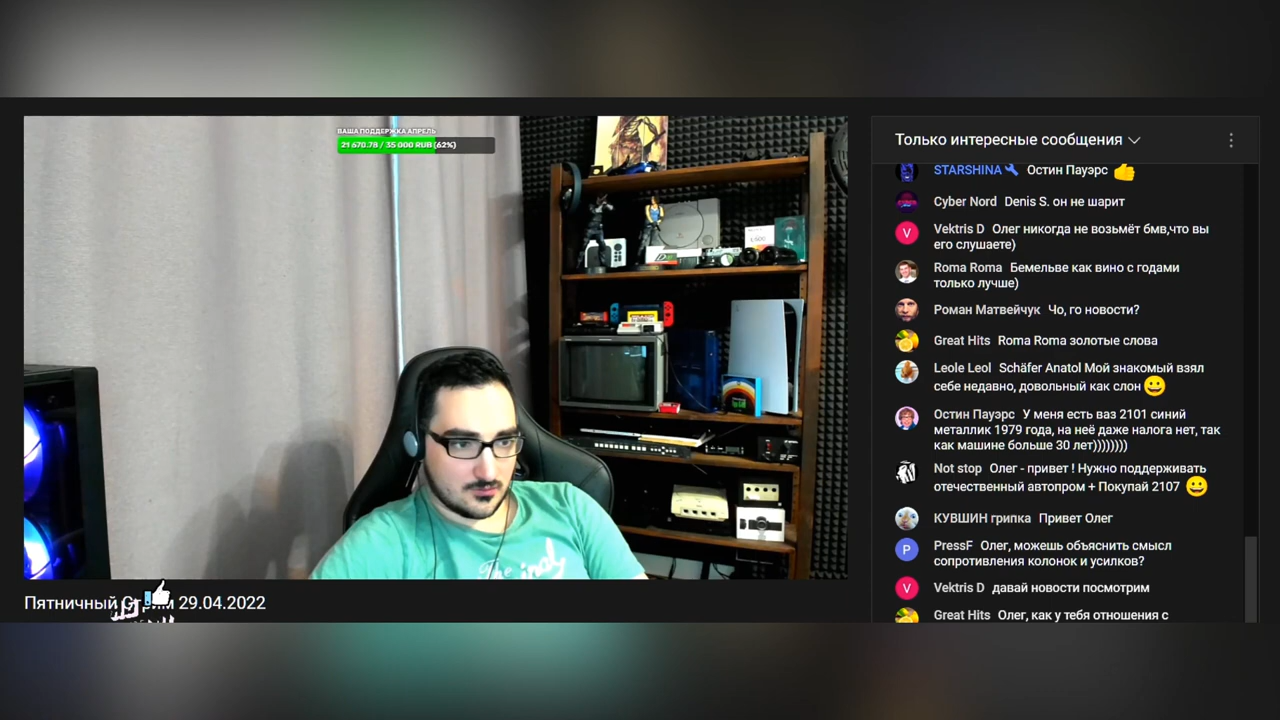 ВАША ПОДДЕРЖКА АПРЕЛЬ
21 670.78 / 35 000 RUB (62%)
The
Пятничный Стрим 29.04.2022
Только интересные сообщения
STARSHINA Остин Пауэрс 👍
Cyber Nord Denis S. он не шарит
V
Vektris D Олег никогда не возьмёт бмв,что вы
его слушаете)
Roma Roma Бемельве как вино с годами
только лучше)
Роман Матвейчук Чо, го новости?
Great Hits Roma Roma золотые слова
Leole Leol Schäfer Anatol Мой знакомый взял
себе недавно, довольный как слон 😀
Остин Пауэрс У меня есть ваз 2101 синий
металлик 1979 года, на неё даже налога нет, так
как машине больше 30 лет))))))))
Not stop Олег - привет ! Нужно поддерживать
отечественный автопром + Покупай 2107 😀
КУВШИН грипка Привет Олег
P
PressF Олег, можешь объяснить смысл
сопротивления колонок и усилков?
V
Vektris D давай новости посмотрим
Great Hits Олег, как у тебя отношения с